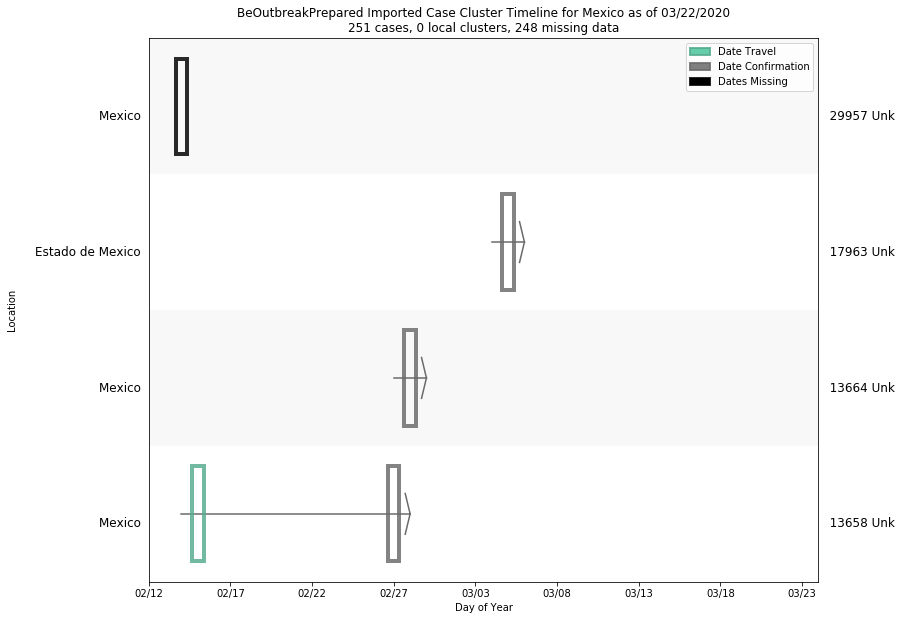 BeOutbreakPrepared Imported Case Cluster Timeline for Mexico as of 03/22/2020
251 cases, 0 local clusters, 248 missing data
Date Travel
Date Confirmation
Dates Missing
Mexico
29957 Unk
Estado de Mexico
17963 Unk
Location
Mexico
13664 Unk
Mexico
13658 Unk
02/12
02/17
02/22
02/27
03/03
03/08
03/13
03/18
03/23
Day of Year